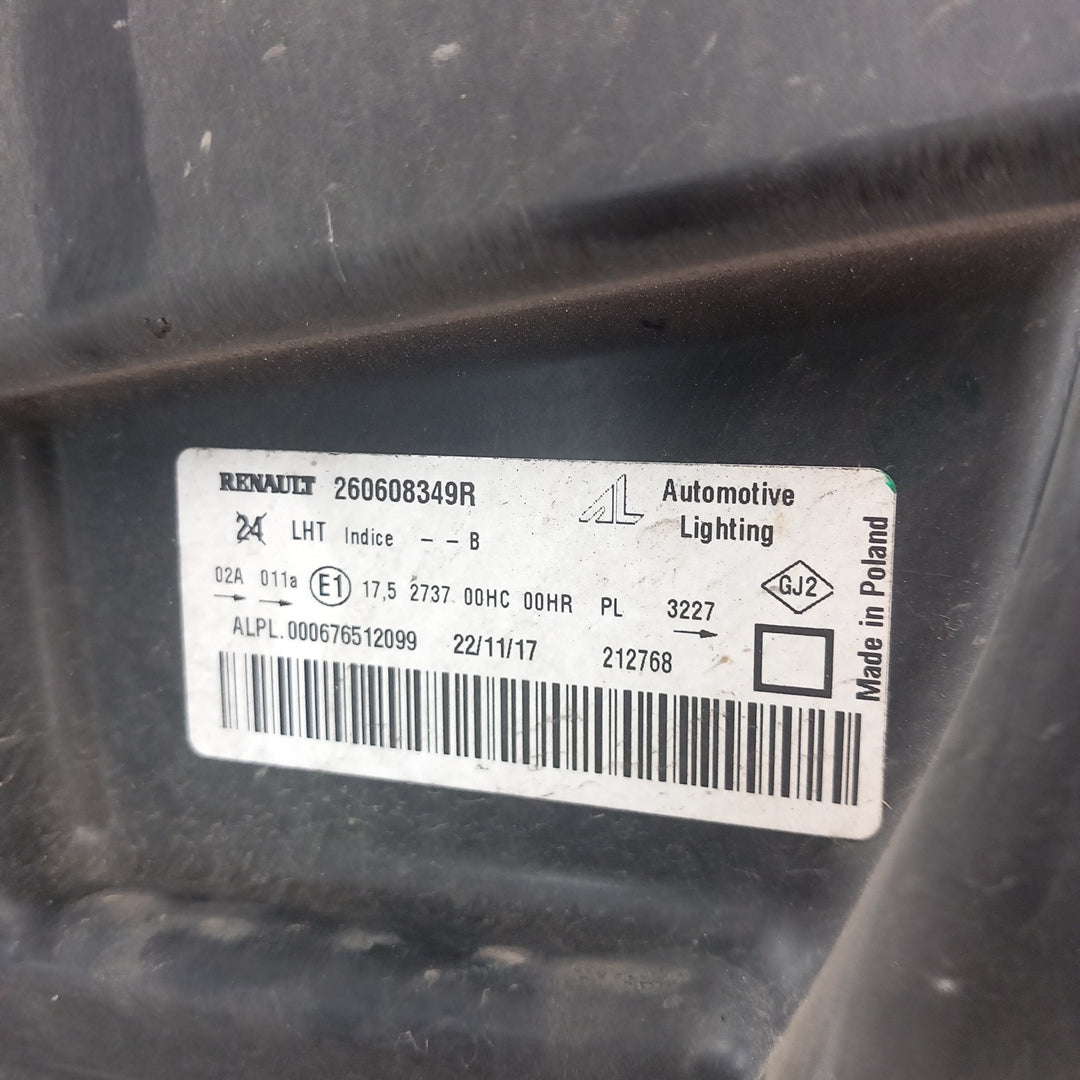 RENAULT 260608349R
Automotive
Lighting
24 LHT Indice - - B
02A 011a E1 17,5 2737 00HC 00HR PL 3227
GJ2
ALPL.000676512099 22/11/17 212768
Made in Poland